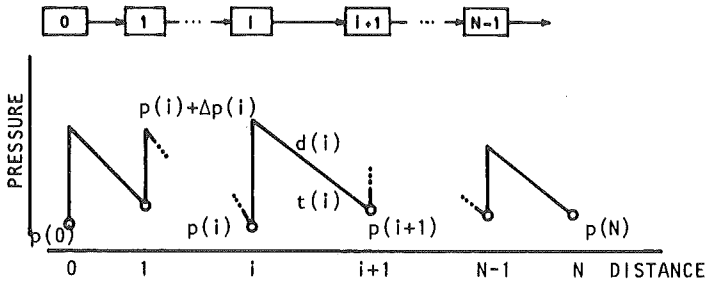 0 1 ... i i+1 ... N-1
PRESSURE
p(i)+Δp(i)
d(i)
t(i)
p(0) p(i) p(i+1) p(N)
0 1 i i+1 N-1 N DISTANCE